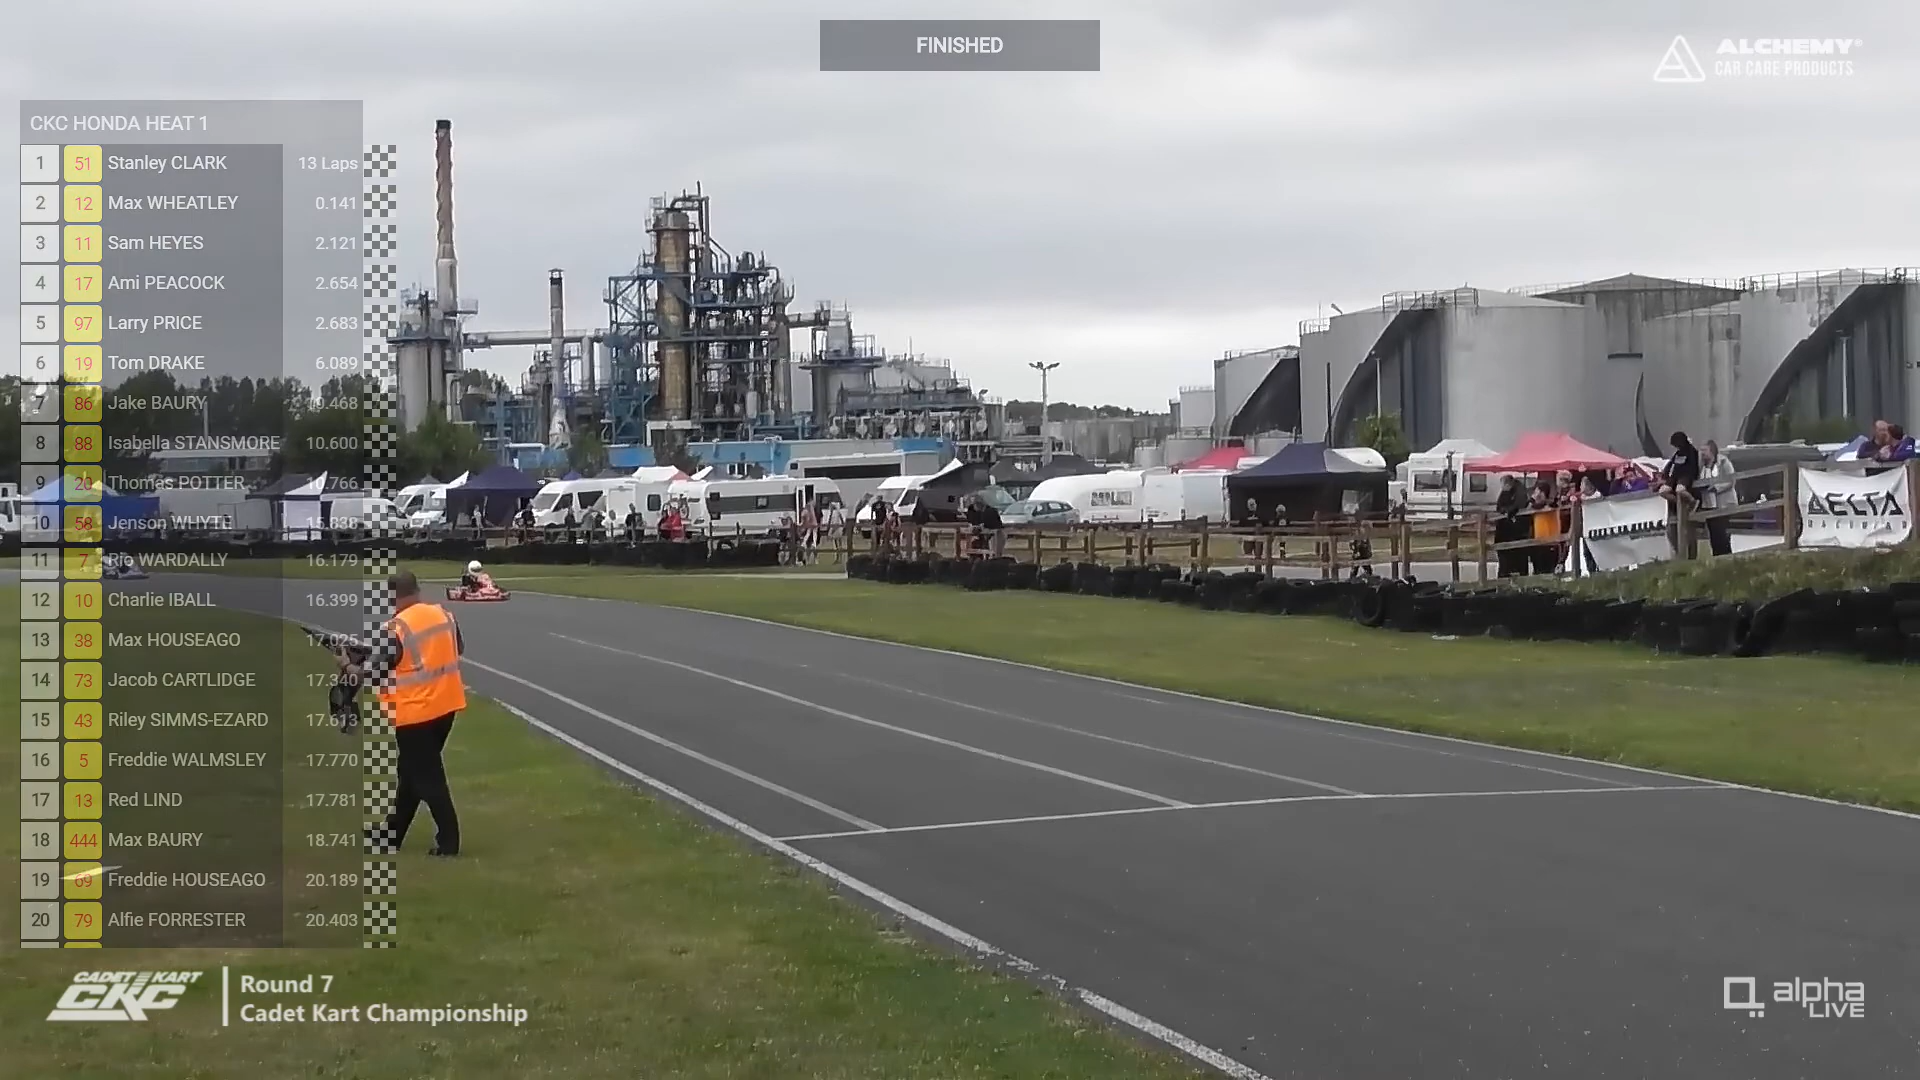 FINISHED
ALCHEMY®
CAR CARE PRODUCTS
CKC HONDA HEAT 1
1 51 Stanley CLARK 13 Laps
2 12 Max WHEATLEY 0.141
3 11 Sam HEYES 2.121
4 17 Ami PEACOCK 2.654
5 97 Larry PRICE 2.683
6 19 Tom DRAKE 6.089
7 86 Jake BAURY 10.468
8 88 Isabella STANSMORE 10.600
9 20 Thomas POTTER 10.766
10 58 Jenson WHYTE 15.838
11 7 Rio WARDALLY 16.179
12 10 Charlie IBALL 16.399
13 38 Max HOUSEAGO 17.025
14 73 Jacob CARTLIDGE 17.340
15 43 Riley SIMMS-EZARD 17.613
16 5 Freddie WALMSLEY 17.770
17 13 Red LIND 17.781
18 444 Max BAURY 18.741
19 69 Freddie HOUSEAGO 20.189
20 79 Alfie FORRESTER 20.403
DELTA
CADET KART
CKC
Round 7
Cadet Kart Championship
alpha
LIVE